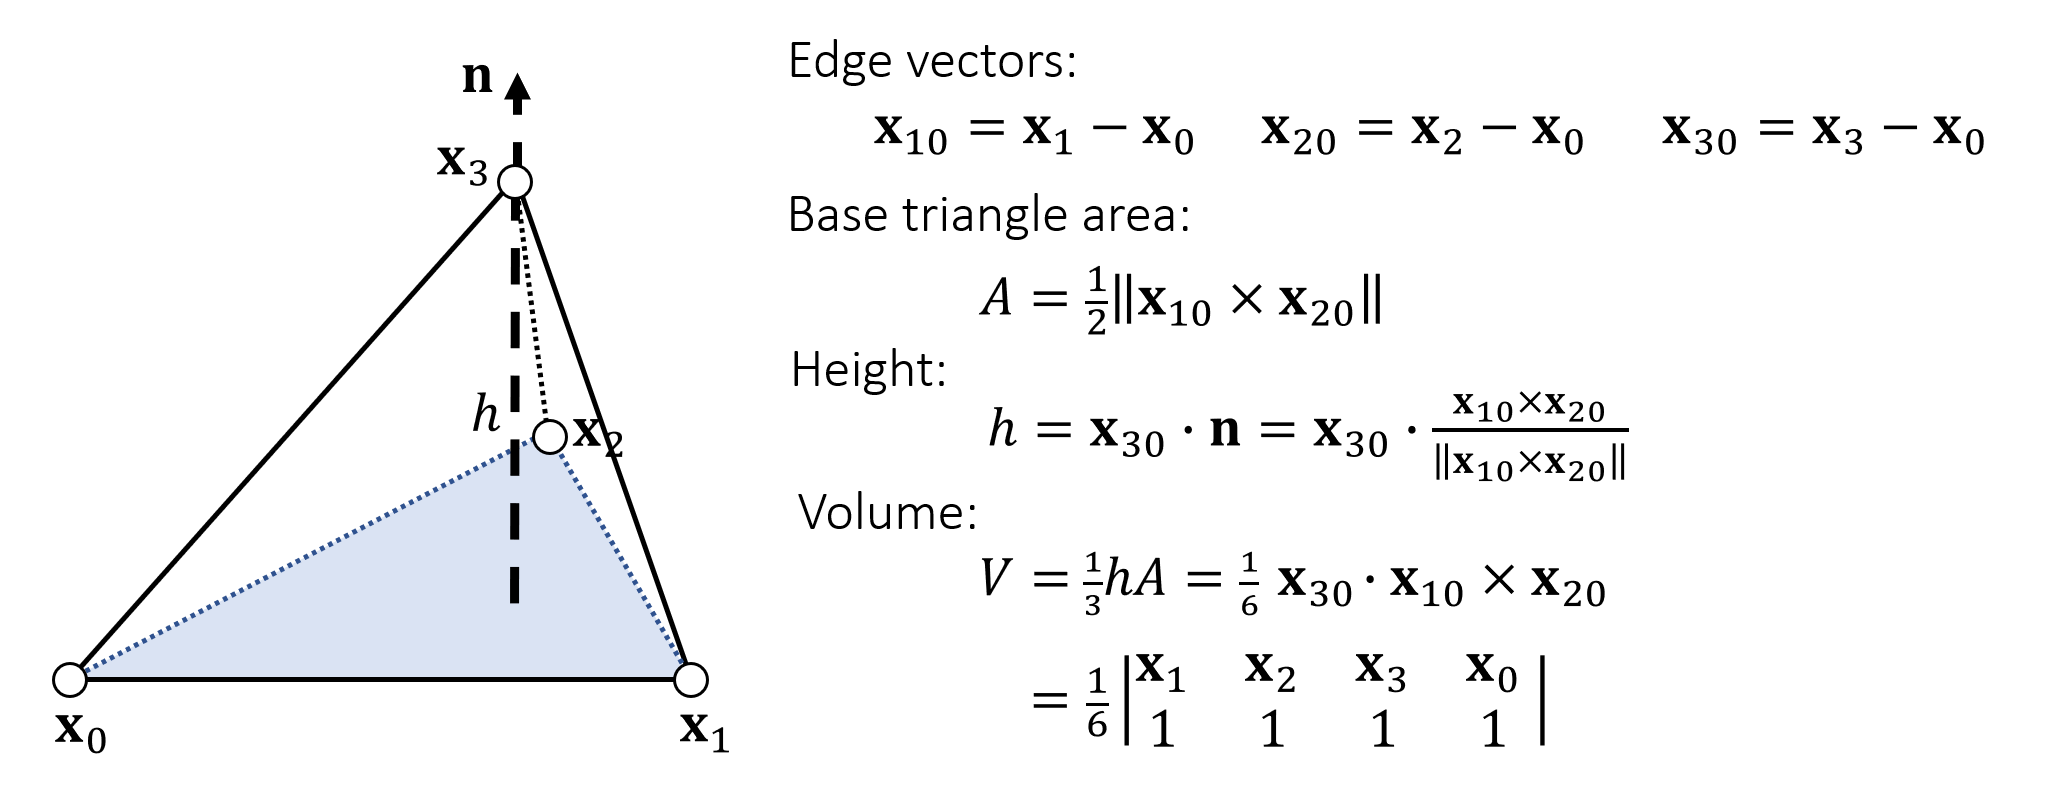 n
x₃
h
x₂
x₀
x₁
Edge vectors:
x₁₀ = x₁ − x₀ x₂₀ = x₂ − x₀ x₃₀ = x₃ − x₀
Base triangle area:
A = ½‖x₁₀ × x₂₀‖
Height:
h = x₃₀ · n = x₃₀ · (x₁₀×x₂₀)/‖x₁₀×x₂₀‖
Volume:
V = ⅓hA = ⅙ x₃₀ · x₁₀ × x₂₀
= ⅙ | x₁ x₂ x₃ x₀ |
| 1 1 1 1 |